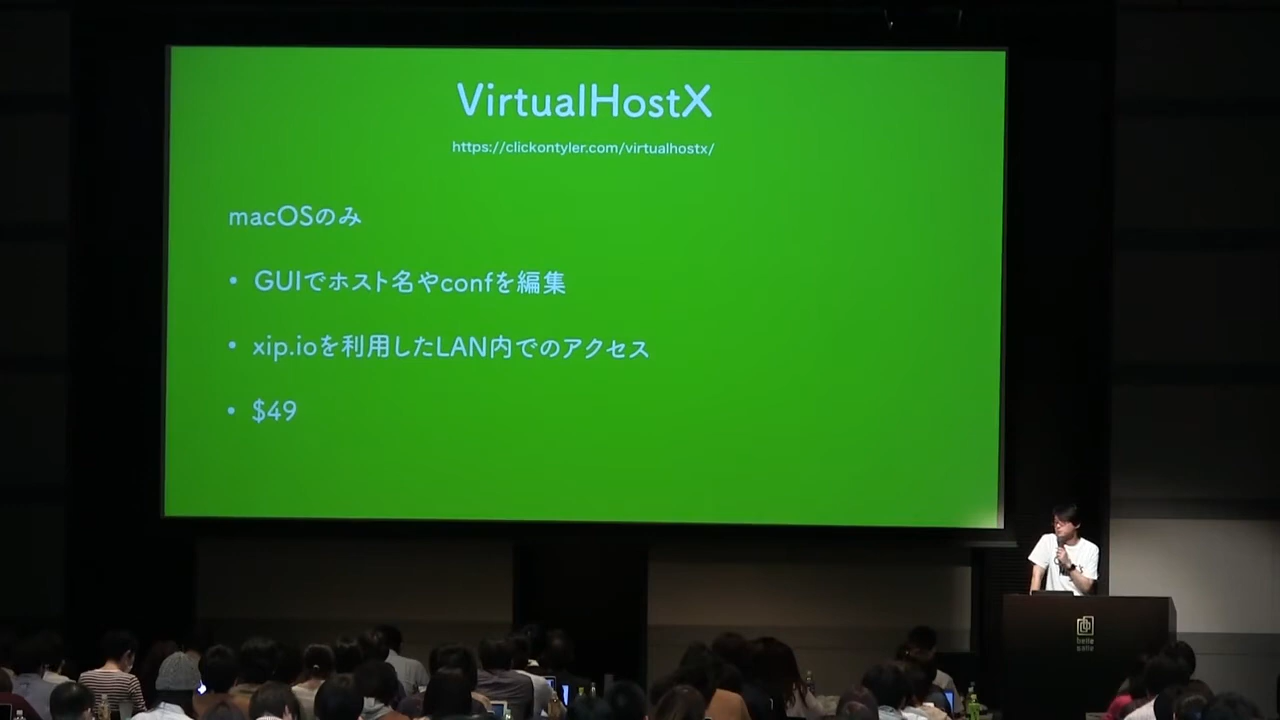 VirtualHostX
https://clickontyler.com/virtualhostx/
macOSのみ
• GUIでホスト名やconfを編集
• xip.ioを利用したLAN内でのアクセス
• $49
belle
salle